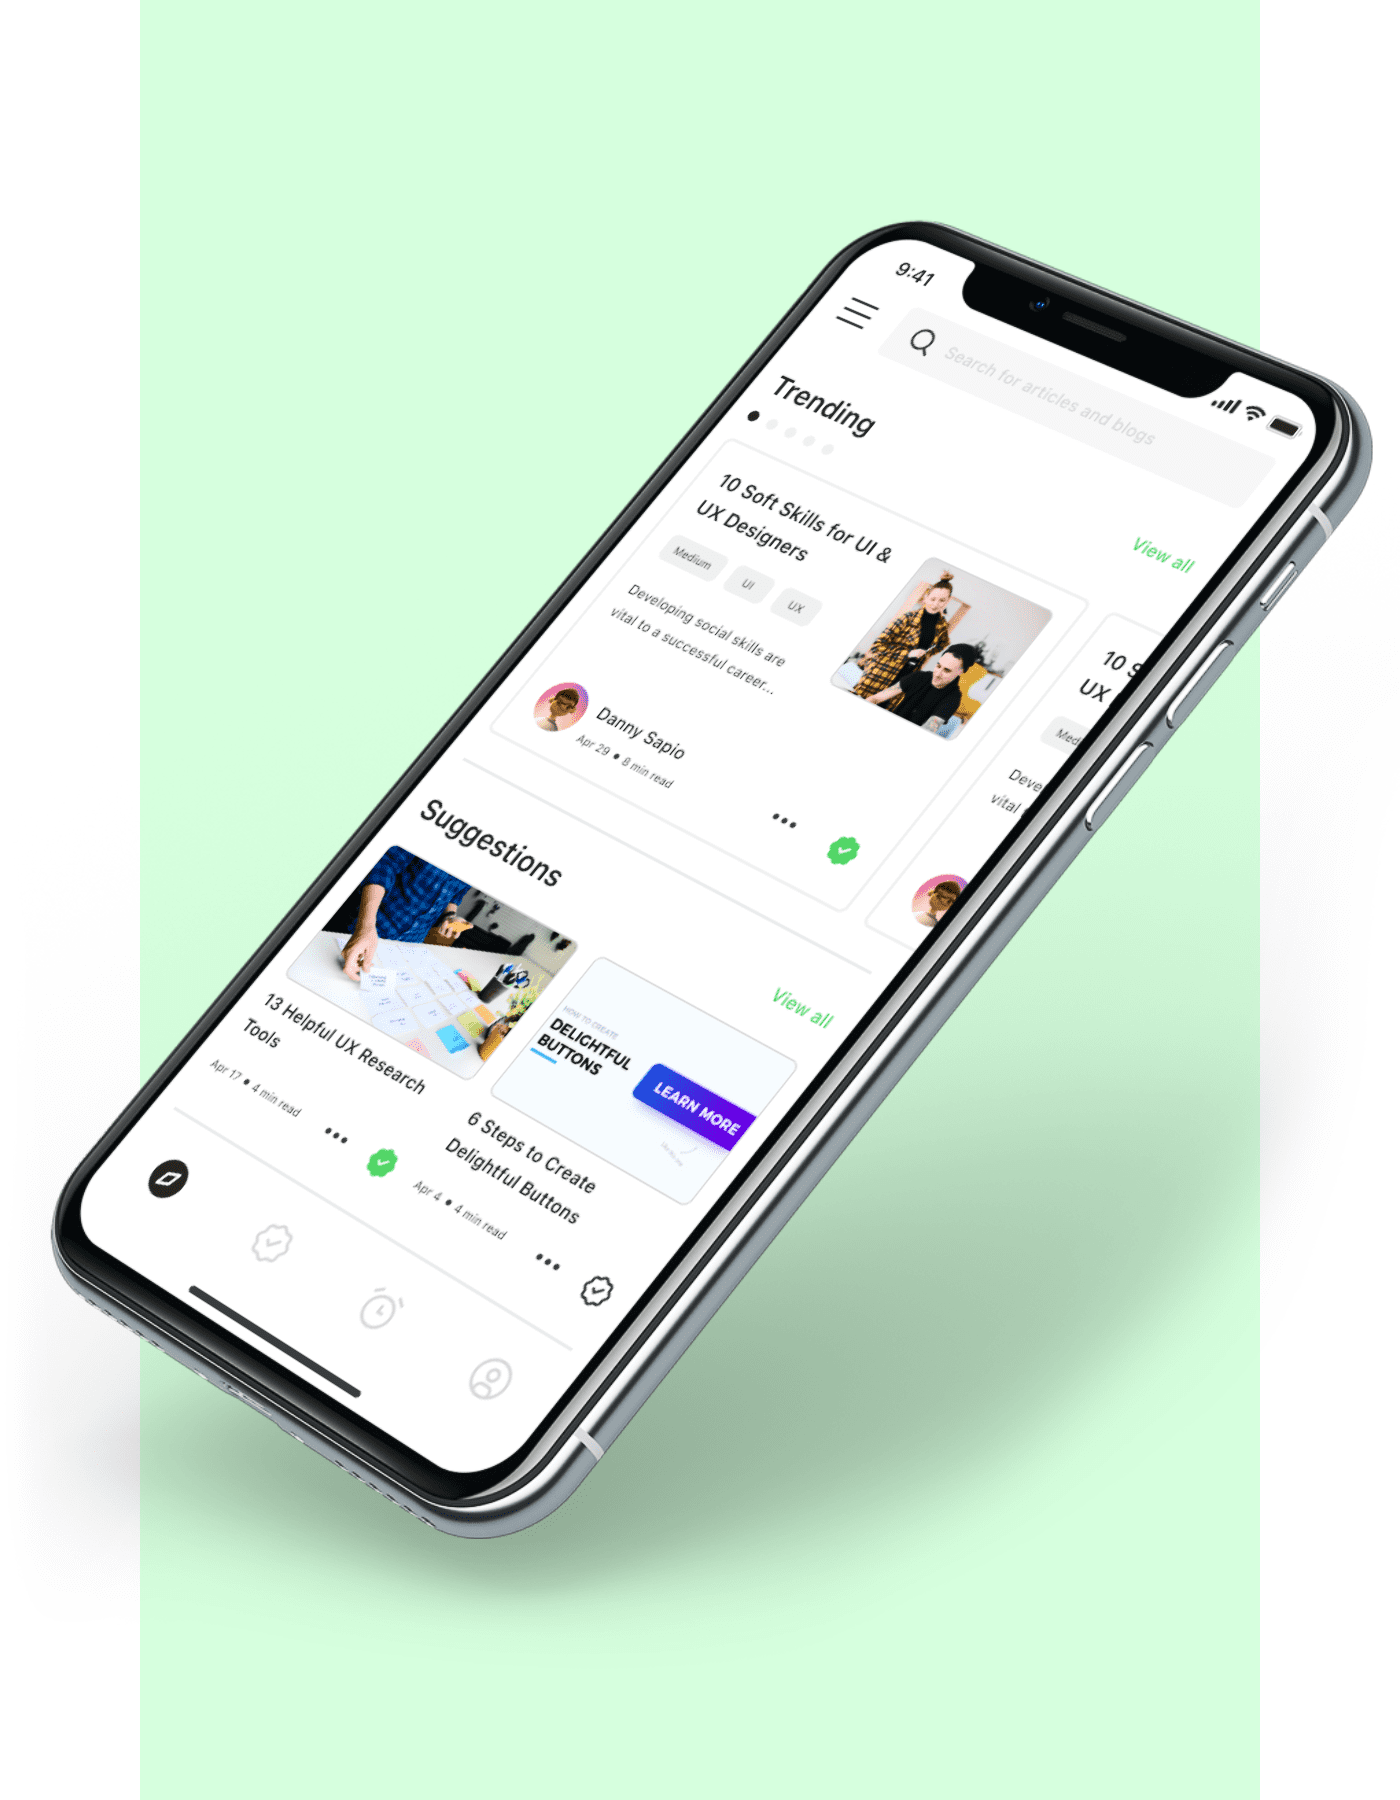 9:41
Search for articles and blogs
Trending
View all
10 Soft Skills for UI &
UX Designers
Medium
UI
UX
Developing social skills are
vital to a successful career...
Danny Sapio
Apr 29 • 8 min read
10 S
UX
Med
Deve
vital
Suggestions
View all
13 Helpful UX Research
Tools
Apr 17 • 4 min read
HOW TO CREATE
DELIGHTFUL
BUTTONS
LEARN MORE
6 Steps to Create
Delightful Buttons
Apr 4 • 4 min read